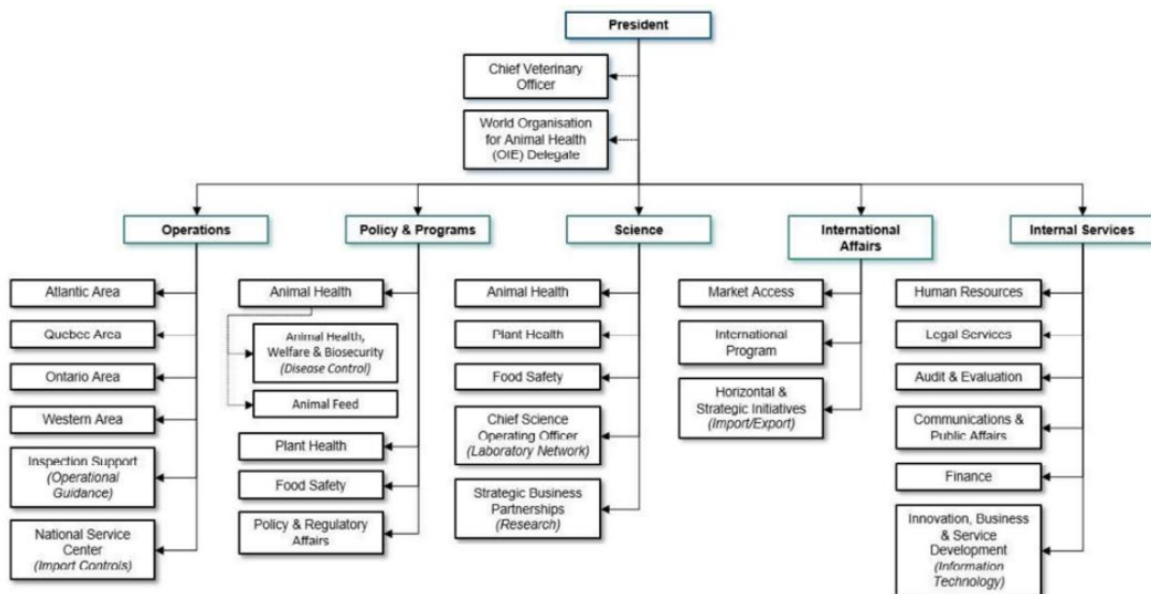 President
Chief Veterinary
Officer
World Organisation
for Animal Health
(OIE) Delegate
Operations
Policy & Programs
Science
International
Affairs
Internal Services
Atlantic Area
Quebec Area
Ontario Area
Western Area
Inspection Support
(Operational
Guidance)
National Service
Center
(Import Controls)
Animal Health
Animal Health,
Welfare & Biosecurity
(Disease Control)
Animal Feed
Plant Health
Food Safety
Policy & Regulatory
Affairs
Animal Health
Plant Health
Food Safety
Chief Science
Operating Officer
(Laboratory Network)
Strategic Business
Partnerships
(Research)
Market Access
International
Program
Horizontal &
Strategic Initiatives
(Import/Export)
Human Resources
Legal Services
Audit & Evaluation
Communications &
Public Affairs
Finance
Innovation, Business
& Service
Development
(Information
Technology)